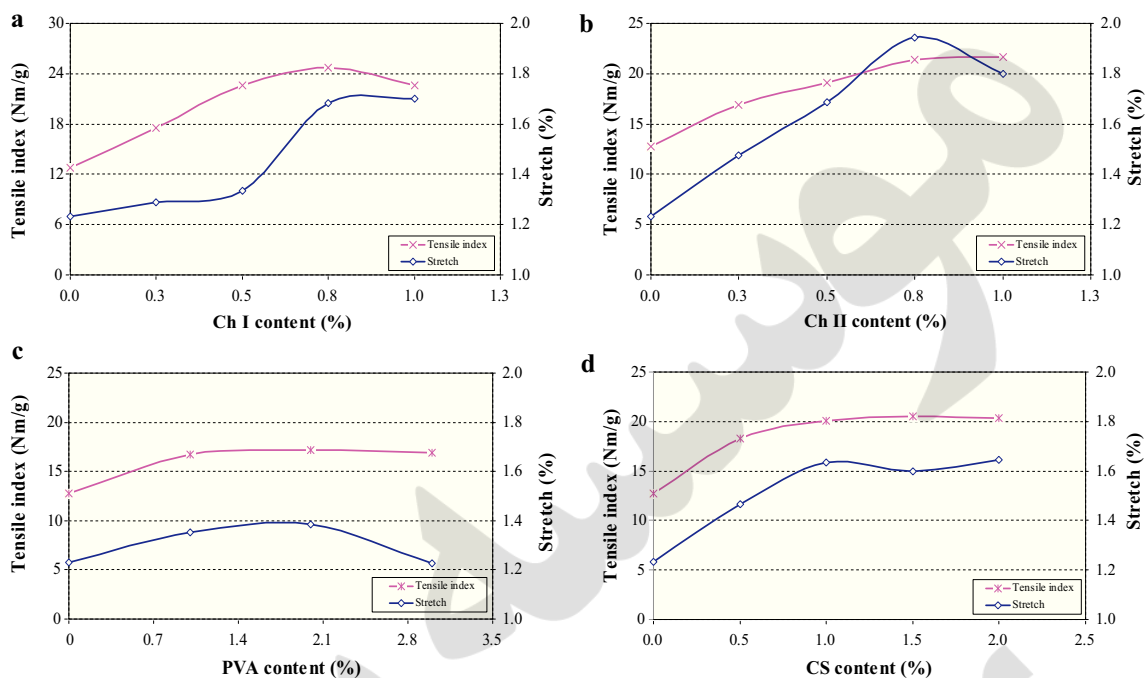 a
Tensile index (Nm/g)
30
24
18
12
6
0
2.0
1.8
1.6
1.4
1.2
1.0
Stretch (%)
Tensile index
Stretch
0.0 0.3 0.5 0.8 1.0 1.3
Ch I content (%)
b
Tensile index (Nm/g)
25
20
15
10
5
0
2.0
1.8
1.6
1.4
1.2
1.0
Stretch (%)
Tensile index
Stretch
0.0 0.3 0.5 0.8 1.0 1.3
Ch II content (%)
c
Tensile index (Nm/g)
25
20
15
10
5
0
2.0
1.8
1.6
1.4
1.2
1.0
Stretch (%)
Tensile index
Stretch
0 0.7 1.4 2.1 2.8 3.5
PVA content (%)
d
Tensile index (Nm/g)
25
20
15
10
5
0
2.0
1.8
1.6
1.4
1.2
1.0
Stretch (%)
Tensile index
Stretch
0.0 0.5 1.0 1.5 2.0 2.5
CS content (%)